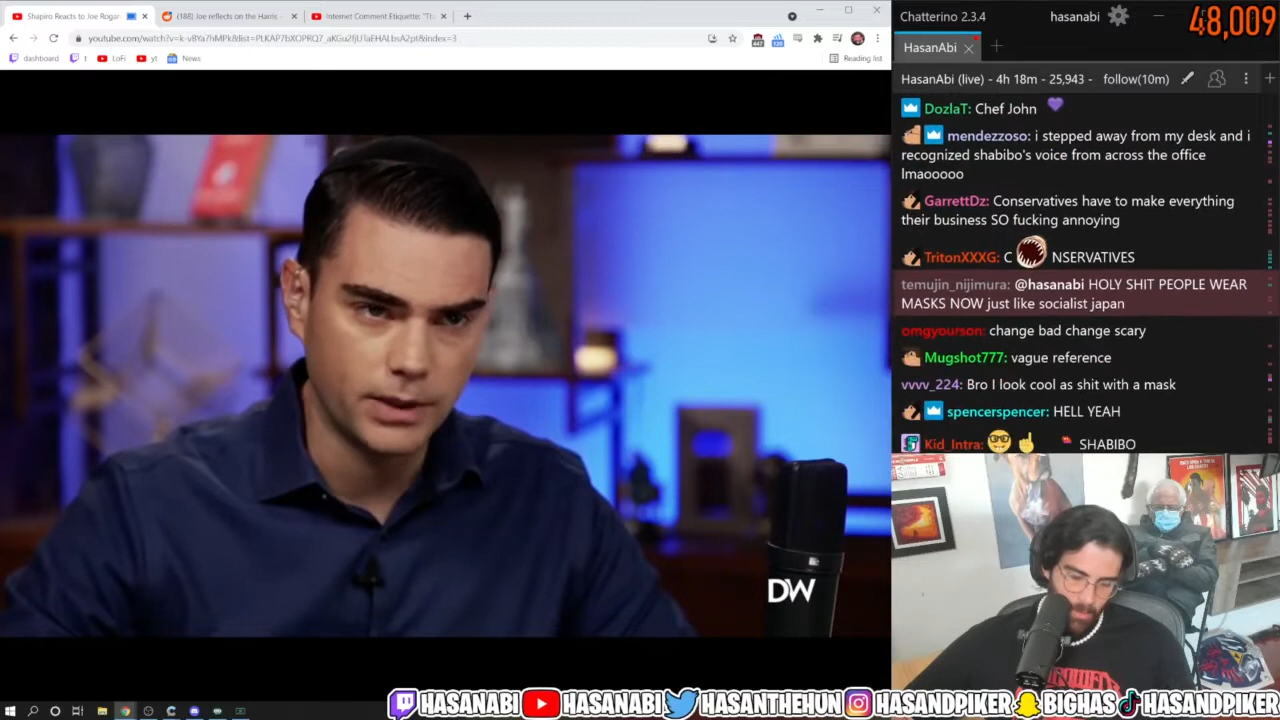 Shapiro Reacts to Joe Rogan
(188) Joe reflects on the Harris -
Internet Comment Etiquette: "Th
youtube.com/watch?v=k-v8Ya7hMPk&list=PLKAP7bXOPRQ7_aKGu2fjU1aEHALbsA2pt&index=3
dashboard
t
LoFi
yt
News
Reading list
DW
Chatterino 2.3.4
hasanabi
48,009
HasanAbi
HasanAbi (live) - 4h 18m - 25,943 -
follow(10m)
DozlaT: Chef John
mendezzoso: i stepped away from my desk and i
recognized shabibo's voice from across the office
lmaooooo
GarrettDz: Conservatives have to make everything
their business SO fucking annoying
TritonXXXG: C NSERVATIVES
temujin_nijimura: @hasanabi HOLY SHIT PEOPLE WEAR
MASKS NOW just like socialist japan
omgyourson: change bad change scary
Mugshot777: vague reference
vvvv_224: Bro I look cool as shit with a mask
spencerspencer: HELL YEAH
Kid_Intra: SHABIBO
HASANABI
HASANABI
HASANTHEHUN
HASANDPIKER
BIGHAS
HASANDPIKER